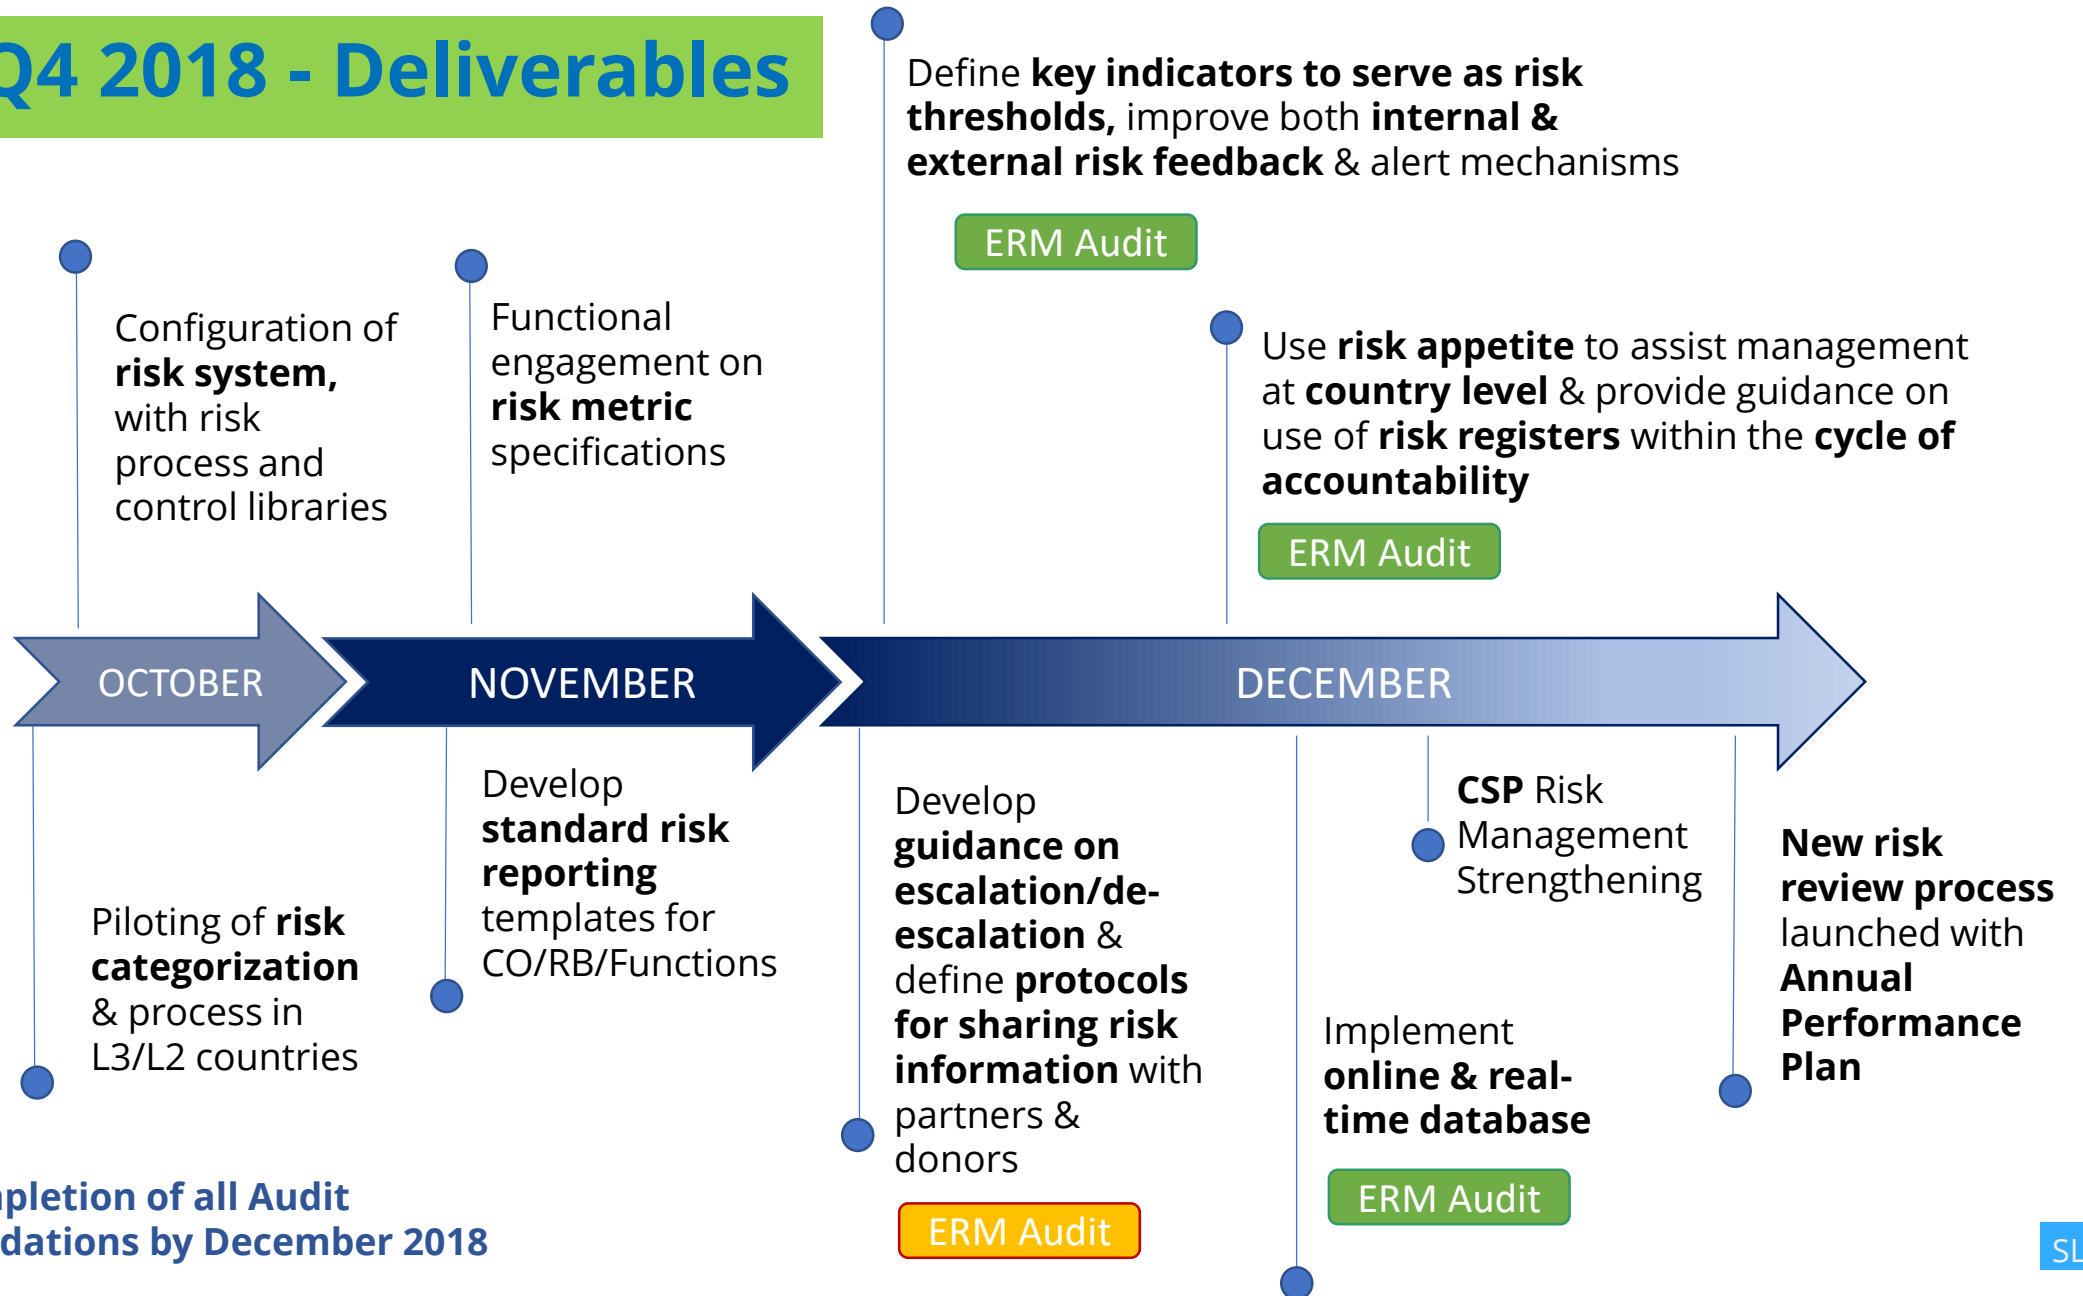 Q4 2018 - Deliverables
Define key indicators to serve as risk
thresholds, improve both internal &
external risk feedback & alert mechanisms
ERM Audit
Configuration of
risk system,
with risk
process and
control libraries
Functional
engagement on
risk metric
specifications
Use risk appetite to assist management
at country level & provide guidance on
use of risk registers within the cycle of
accountability
ERM Audit
OCTOBER
NOVEMBER
DECEMBER
Piloting of risk
categorization
& process in
L3/L2 countries
Develop
standard risk
reporting
templates for
CO/RB/Functions
Develop
guidance on
escalation/de-
escalation &
define protocols
for sharing risk
information with
partners &
donors
ERM Audit
CSP Risk
Management
Strengthening
Implement
online & real-
time database
ERM Audit
New risk
review process
launched with
Annual
Performance
Plan
pletion of all Audit
dations by December 2018
SL